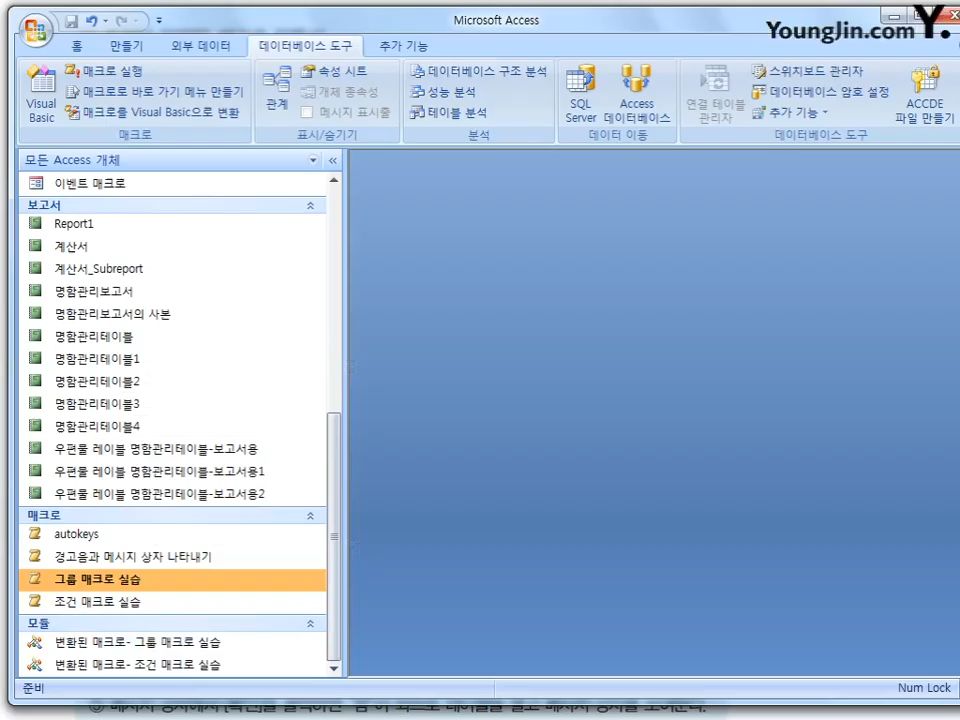 Microsoft Access
YoungJin.com Y.
홈 만들기 외부 데이터 데이터베이스 도구 추가 기능
Visual Basic
매크로 실행
매크로로 바로 가기 메뉴 만들기
매크로를 Visual Basic으로 변환
매크로
관계
속성 시트
개체 종속성
메시지 표시줄
표시/숨기기
데이터베이스 구조 분석
성능 분석
테이블 분석
분석
SQL Server
Access 데이터베이스
데이터 이동
연결 테이블 관리자
스위치보드 관리자
데이터베이스 암호 설정
추가 기능
ACCDE 파일 만들기
데이터베이스 도구
모든 Access 개체
이벤트 매크로
보고서
Report1
계산서
계산서_Subreport
명함관리보고서
명함관리보고서의 사본
명함관리테이블
명함관리테이블1
명함관리테이블2
명함관리테이블3
명함관리테이블4
우편물 레이블 명함관리테이블-보고서용
우편물 레이블 명함관리테이블-보고서용1
우편물 레이블 명함관리테이블-보고서용2
매크로
autokeys
경고음과 메시지 상자 나타내기
그룹 매크로 실습
조건 매크로 실습
모듈
변환된 매크로- 그룹 매크로 실습
변환된 매크로- 조건 매크로 실습
준비
Num Lock